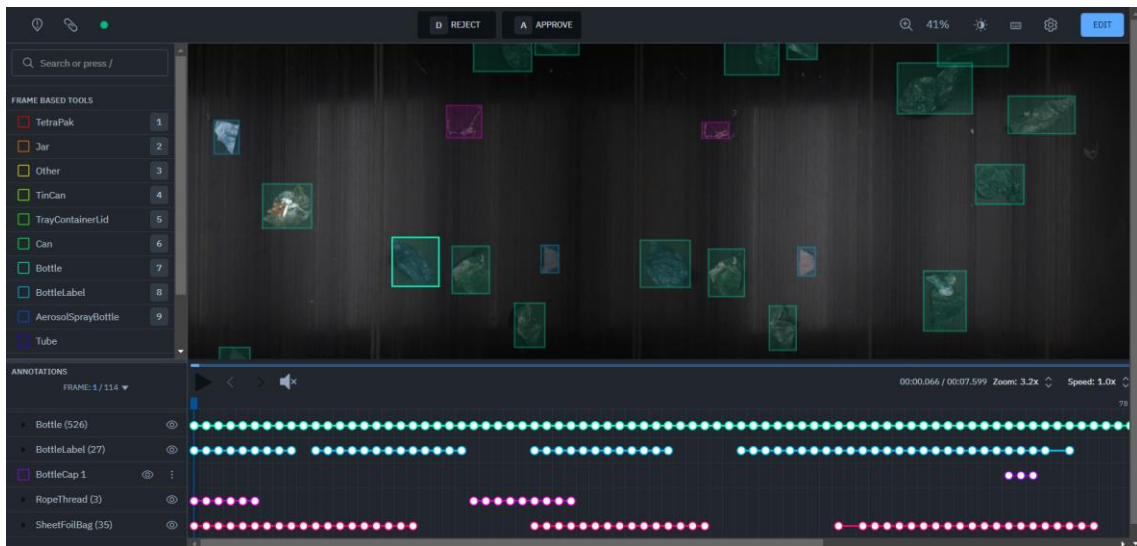 D REJECT A APPROVE 41% EDIT
Search or press /
FRAME BASED TOOLS
TetraPak 1
Jar 2
Other 3
TinCan 4
TrayContainerLid 5
Can 6
Bottle 7
BottleLabel 8
AerosolSprayBottle 9
Tube
ANNOTATIONS
FRAME: 1 / 114
00:00.066 / 00:07.599 Zoom: 3.2x Speed: 1.0x
78
Bottle (526)
BottleLabel (27)
BottleCap 1
RopeThread (3)
SheetFoilBag (35)